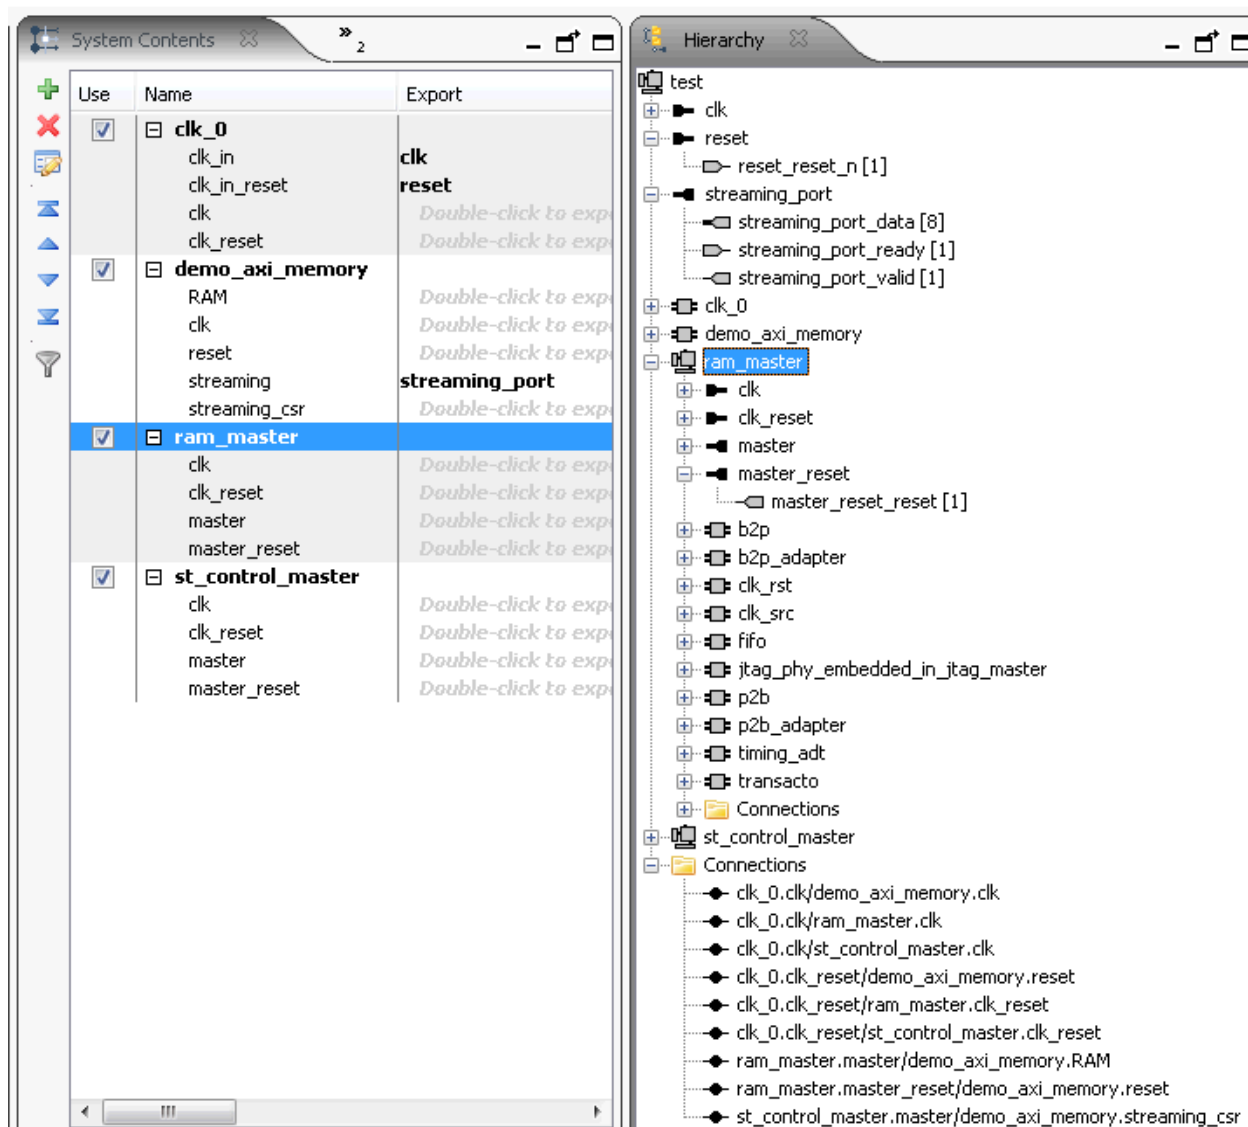 System Contents
»2
Use Name Export
clk_0
clk_in clk
clk_in_reset reset
clk Double-click to exp
clk_reset Double-click to exp
demo_axi_memory
RAM Double-click to exp
clk Double-click to exp
reset Double-click to exp
streaming streaming_port
streaming_csr Double-click to exp
ram_master
clk Double-click to exp
clk_reset Double-click to exp
master Double-click to exp
master_reset Double-click to exp
st_control_master
clk Double-click to exp
clk_reset Double-click to exp
master Double-click to exp
master_reset Double-click to exp
Hierarchy
test
clk
reset
reset_reset_n [1]
streaming_port
streaming_port_data [8]
streaming_port_ready [1]
streaming_port_valid [1]
clk_0
demo_axi_memory
ram_master
clk
clk_reset
master
master_reset
master_reset_reset [1]
b2p
b2p_adapter
clk_rst
clk_src
fifo
jtag_phy_embedded_in_jtag_master
p2b
p2b_adapter
timing_adt
transacto
Connections
st_control_master
Connections
clk_0.clk/demo_axi_memory.clk
clk_0.clk/ram_master.clk
clk_0.clk/st_control_master.clk
clk_0.clk_reset/demo_axi_memory.reset
clk_0.clk_reset/ram_master.clk_reset
clk_0.clk_reset/st_control_master.clk_reset
ram_master.master/demo_axi_memory.RAM
ram_master.master_reset/demo_axi_memory.reset
st_control_master.master/demo_axi_memory.streaming_csr